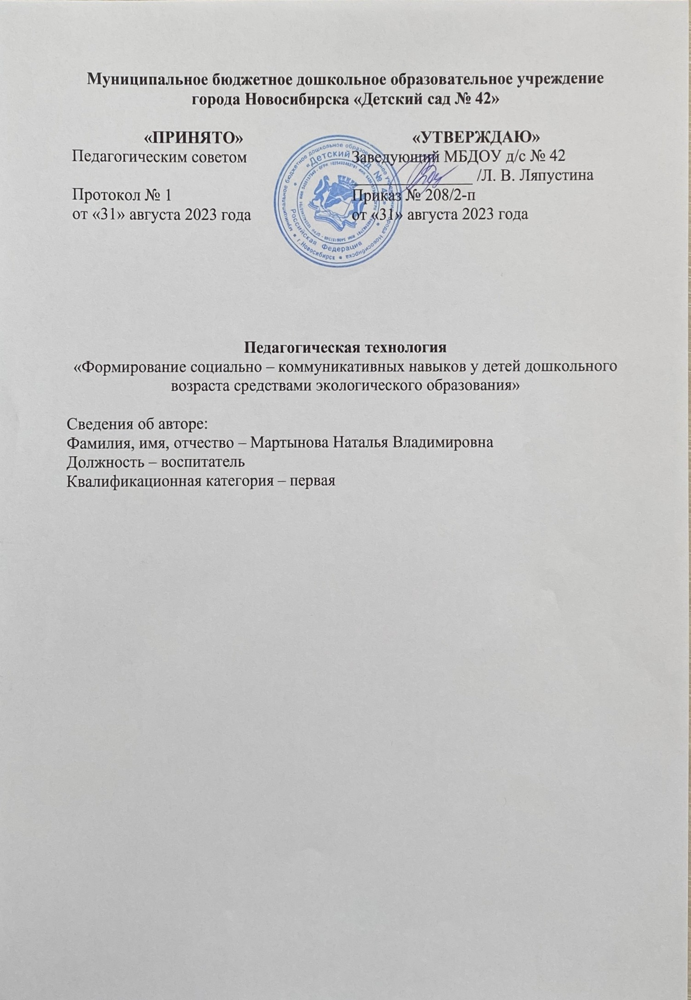 Муниципальное бюджетное дошкольное образовательное учреждение
города Новосибирска «Детский сад № 42»
«ПРИНЯТО»
Педагогическим советом
Протокол № 1
от «31» августа 2023 года
«УТВЕРЖДАЮ»
Заведующий МБДОУ д/с № 42
/Л. В. Ляпустина
Приказ № 208/2-п
от «31» августа 2023 года
муниципальное бюджетное дошкольное образовательное учреждение города Новосибирска
«Детский сад № 42»
Российская Федерация
г.Новосибирск
Педагогическая технология
«Формирование социально – коммуникативных навыков у детей дошкольного
возраста средствами экологического образования»
Сведения об авторе:
Фамилия, имя, отчество – Мартынова Наталья Владимировна
Должность – воспитатель
Квалификационная категория – первая